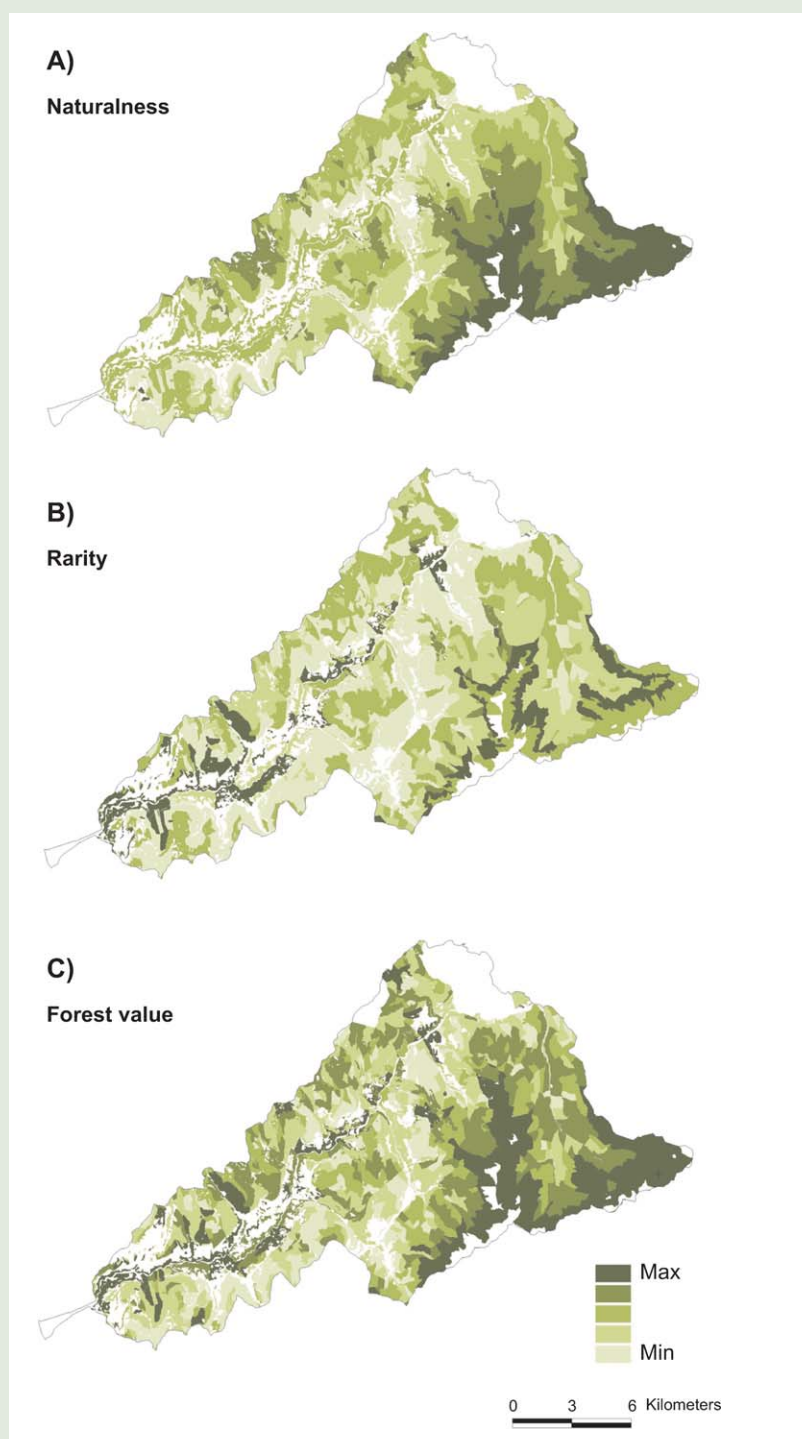 A)
Naturalness
B)
Rarity
C)
Forest value
Max
Min
0 3 6 Kilometers